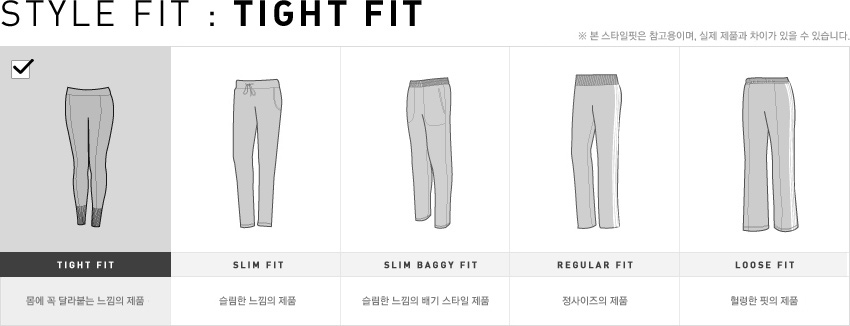 STYLE FIT : TIGHT FIT
※ 본 스타일핏은 참고용이며, 실제 제품과 차이가 있을 수 있습니다.
TIGHT FIT
SLIM FIT
SLIM BAGGY FIT
REGULAR FIT
LOOSE FIT
몸에 꼭 달라붙는 느낌의 제품
슬림한 느낌의 제품
슬림한 느낌의 배기 스타일 제품
정사이즈의 제품
헐렁한 핏의 제품